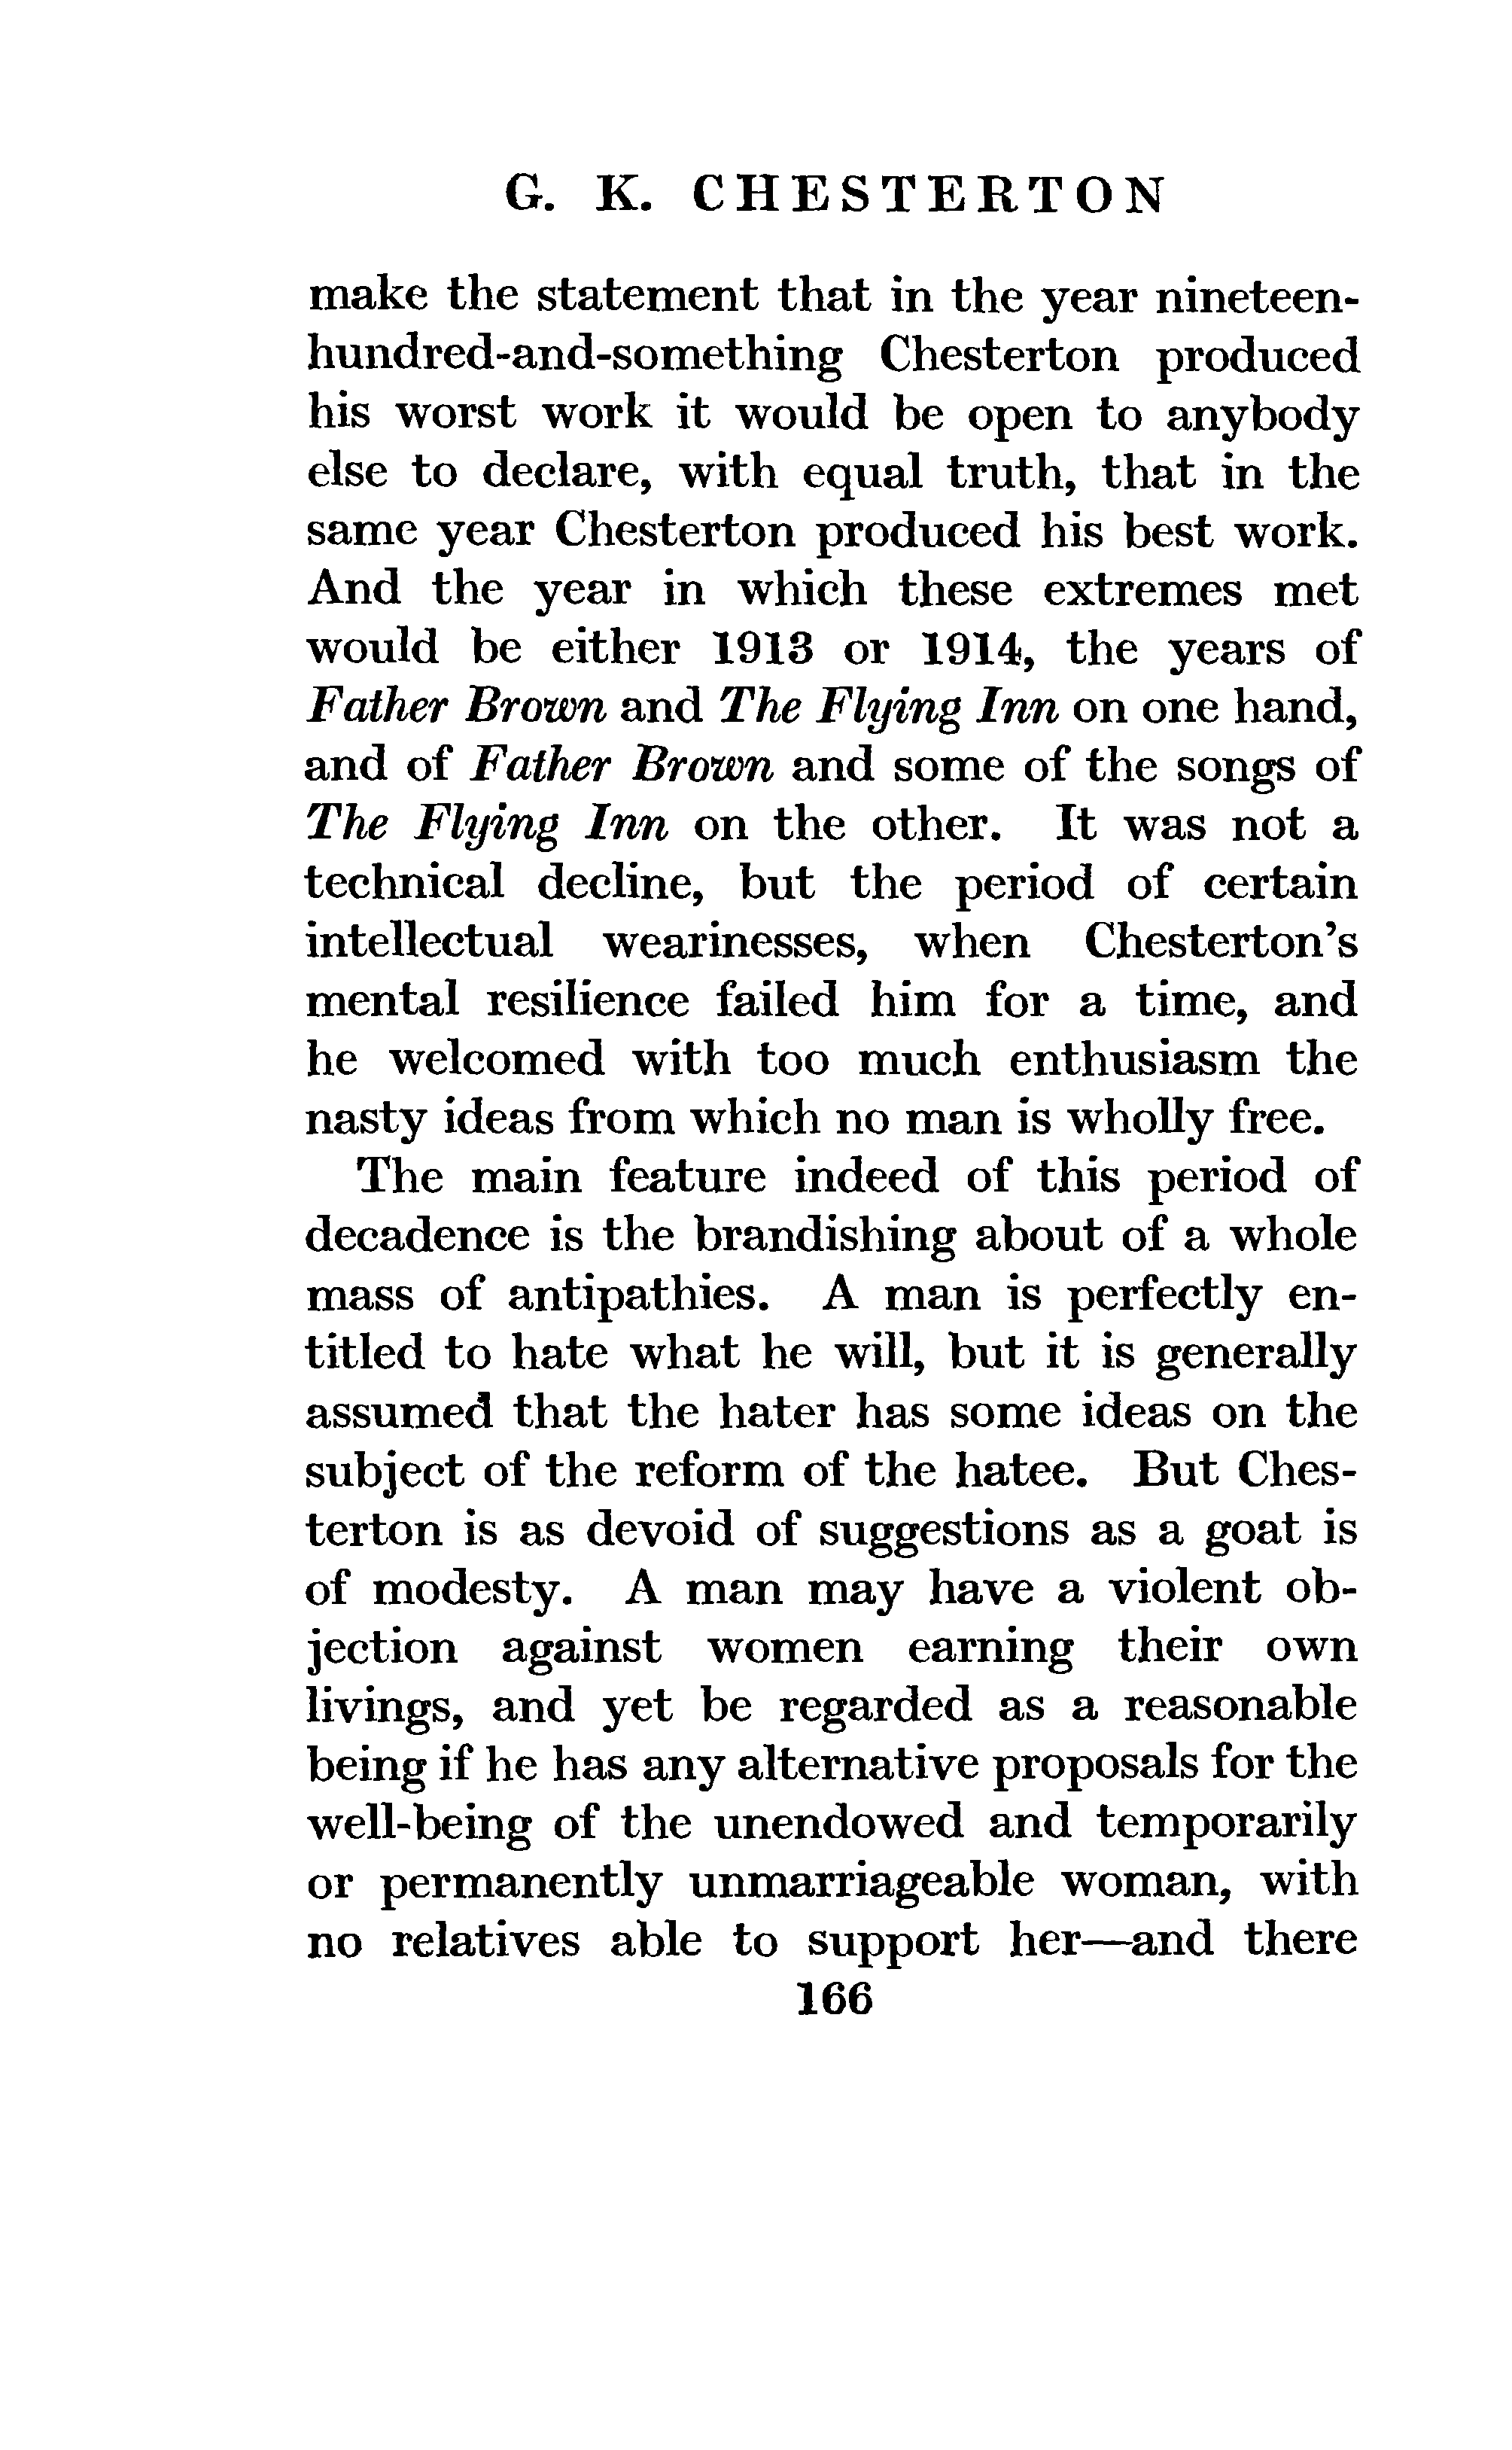 G. K. CHESTERTON
make the statement that in the year nineteen-
hundred-and-something Chesterton produced
his worst work it would be open to anybody
else to declare, with equal truth, that in the
same year Chesterton produced his best work.
And the year in which these extremes met
would be either 1913 or 1914, the years of
Father Brown and The Flying Inn on one hand,
and of Father Brown and some of the songs of
The Flying Inn on the other. It was not a
technical decline, but the period of certain
intellectual wearinesses, when Chesterton's
mental resilience failed him for a time, and
he welcomed with too much enthusiasm the
nasty ideas from which no man is wholly free.
The main feature indeed of this period of
decadence is the brandishing about of a whole
mass of antipathies. A man is perfectly en-
titled to hate what he will, but it is generally
assumed that the hater has some ideas on the
subject of the reform of the hatee. But Ches-
terton is as devoid of suggestions as a goat is
of modesty. A man may have a violent ob-
jection against women earning their own
livings, and yet be regarded as a reasonable
being if he has any alternative proposals for the
well-being of the unendowed and temporarily
or permanently unmarriageable woman, with
no relatives able to support her—and there
166